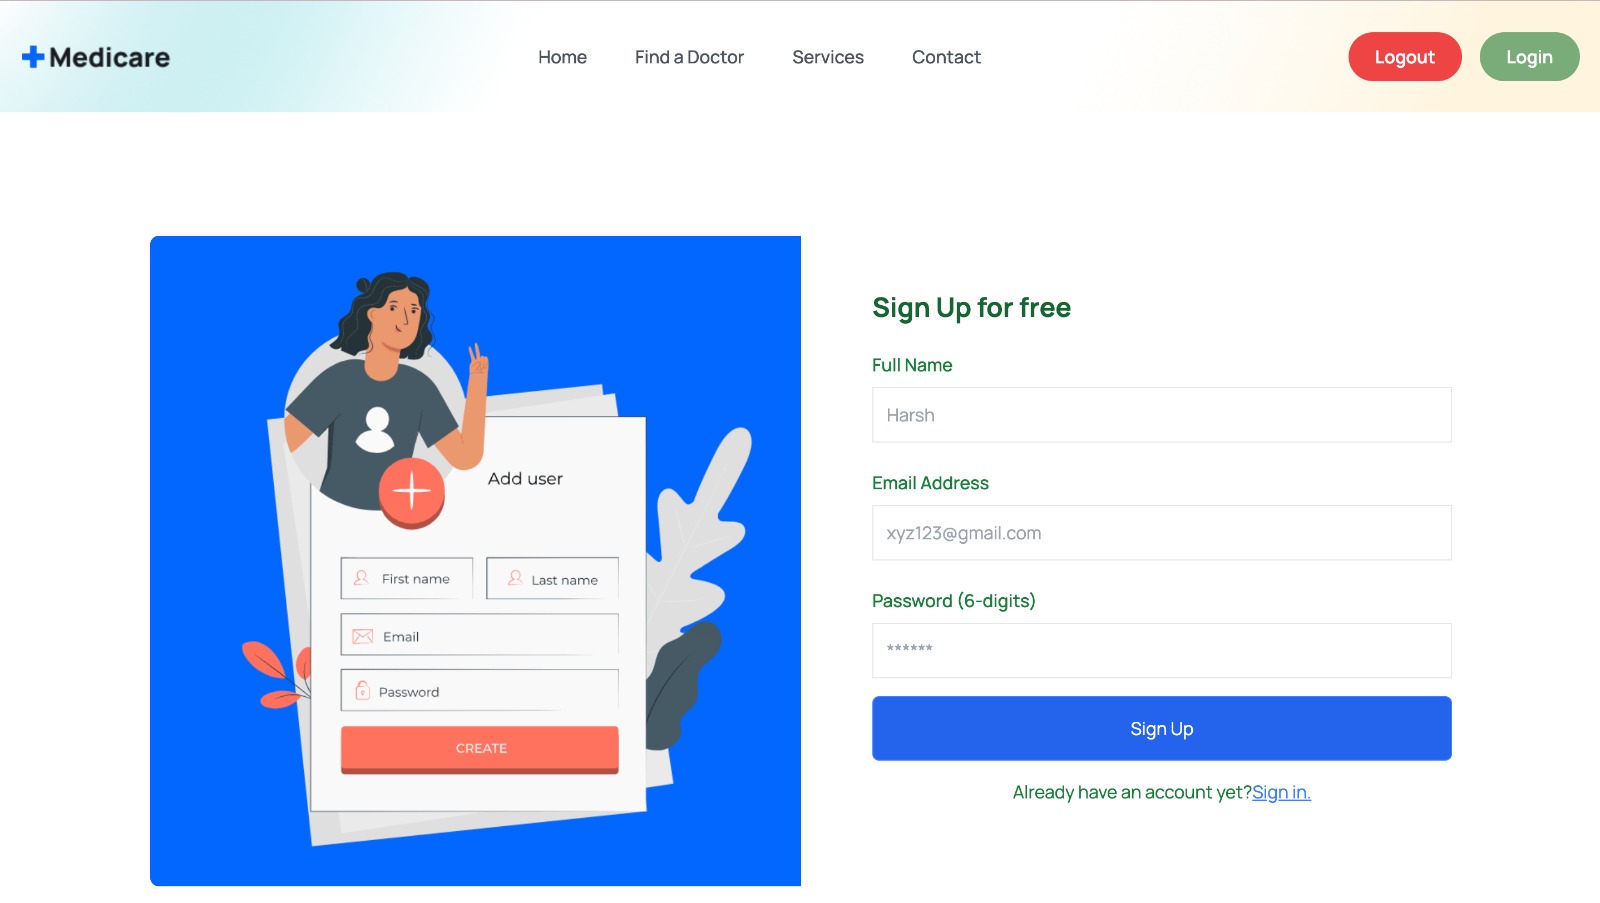 Medicare
Home Find a Doctor Services Contact
Logout Login
Add user
First name Last name
Email
Password
CREATE
Sign Up for free
Full Name
Harsh
Email Address
xyz123@gmail.com
Password (6-digits)
******
Sign Up
Already have an account yet?Sign in.